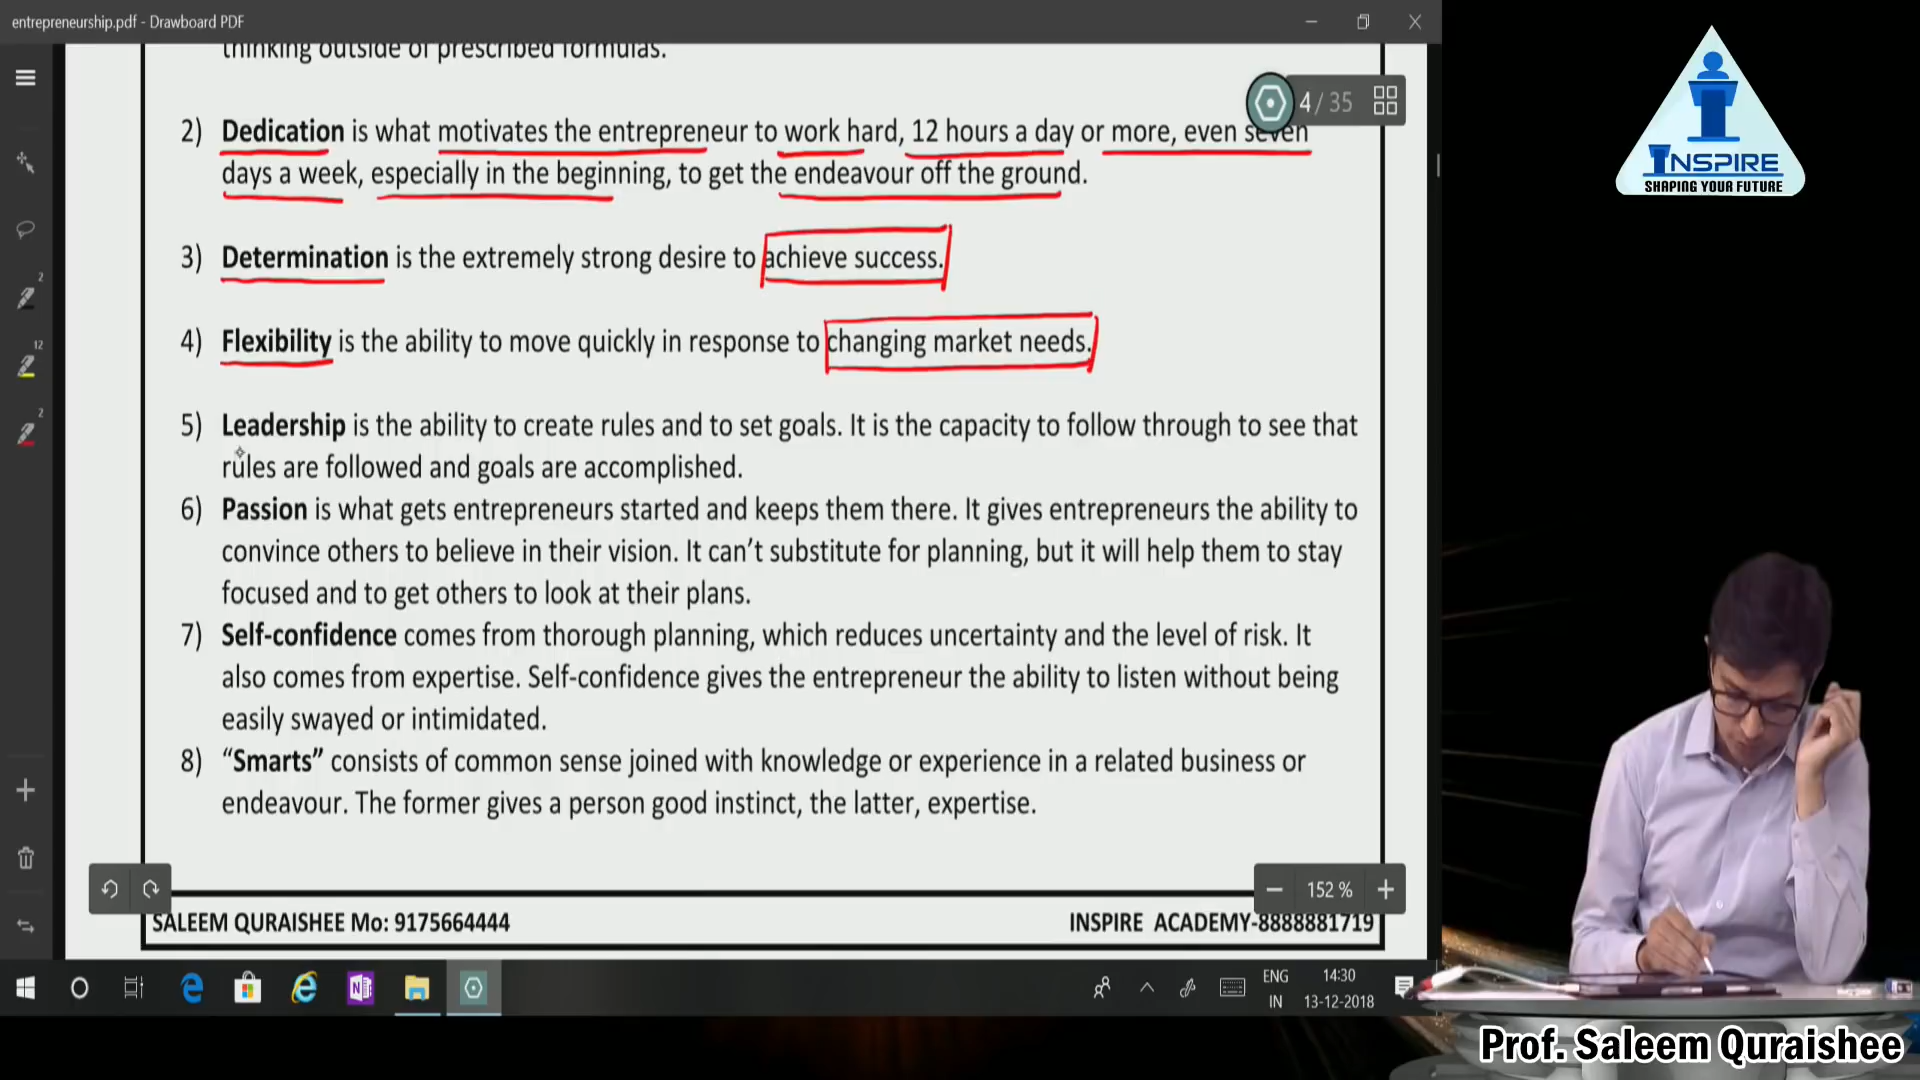 entrepreneurship.pdf - Drawboard PDF
thinking outside of prescribed formulas.
4 / 35
2) Dedication is what motivates the entrepreneur to work hard, 12 hours a day or more, even seven
days a week, especially in the beginning, to get the endeavour off the ground.
3) Determination is the extremely strong desire to achieve success.
4) Flexibility is the ability to move quickly in response to changing market needs.
5) Leadership is the ability to create rules and to set goals. It is the capacity to follow through to see that
rules are followed and goals are accomplished.
6) Passion is what gets entrepreneurs started and keeps them there. It gives entrepreneurs the ability to
convince others to believe in their vision. It can't substitute for planning, but it will help them to stay
focused and to get others to look at their plans.
7) Self-confidence comes from thorough planning, which reduces uncertainty and the level of risk. It
also comes from expertise. Self-confidence gives the entrepreneur the ability to listen without being
easily swayed or intimidated.
8) “Smarts” consists of common sense joined with knowledge or experience in a related business or
endeavour. The former gives a person good instinct, the latter, expertise.
2
12
2
152 %
SALEEM QURAISHEE Mo: 9175664444
INSPIRE ACADEMY-8888881719
ENG
IN
14:30
13-12-2018
INSPIRE
SHAPING YOUR FUTURE
Prof. Saleem Quraishee